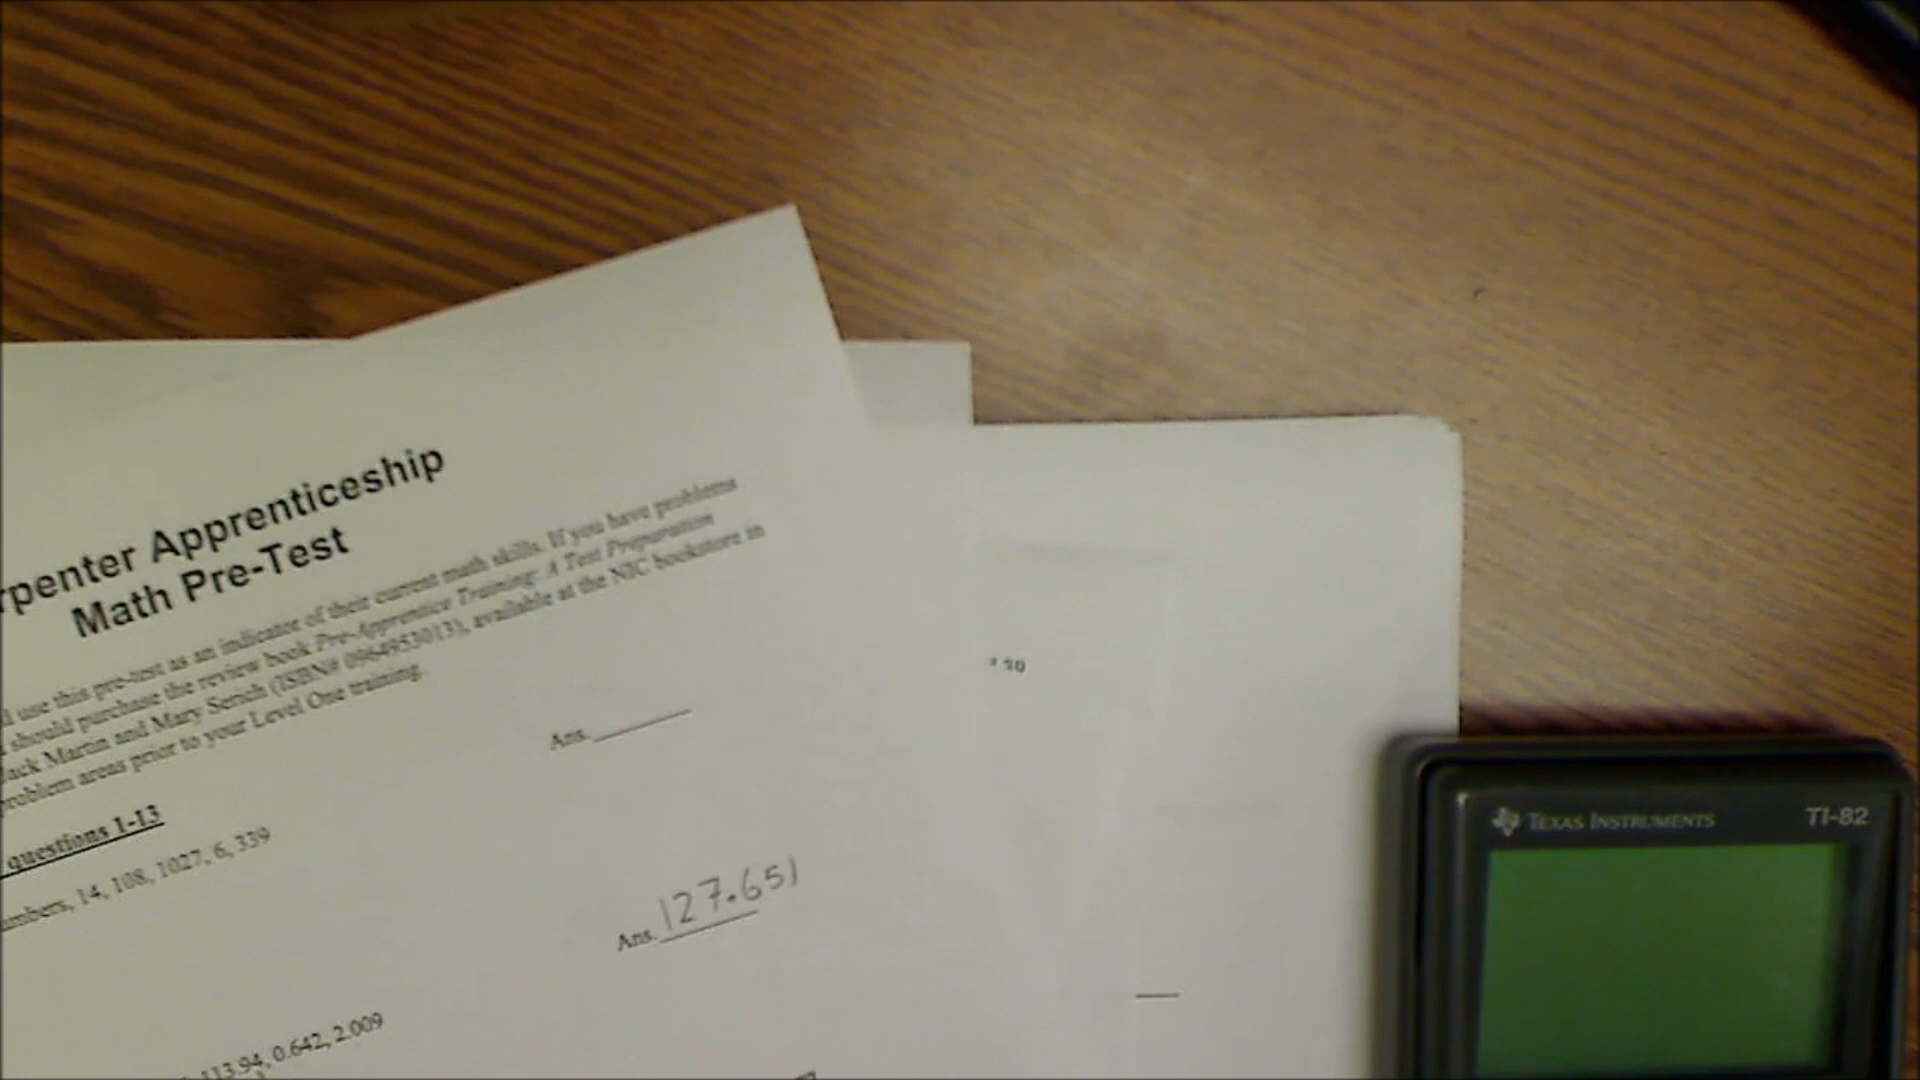 rpenter Apprenticeship
Math Pre-Test
use this pre-test as an indicator of their current math skills. If you have problems
should purchase the review book Pre-Apprentice Training: A Test Preparation
Jack Martin and Mary Serich (ISBN# 0964953013), available at the NIC bookstore in
problem areas prior to your Level One training.
Ans.
questions 1-13
umbers, 14, 108, 1027, 6, 339
Ans. 127.651
113.94, 0.642, 2.009
TEXAS INSTRUMENTS TI-82